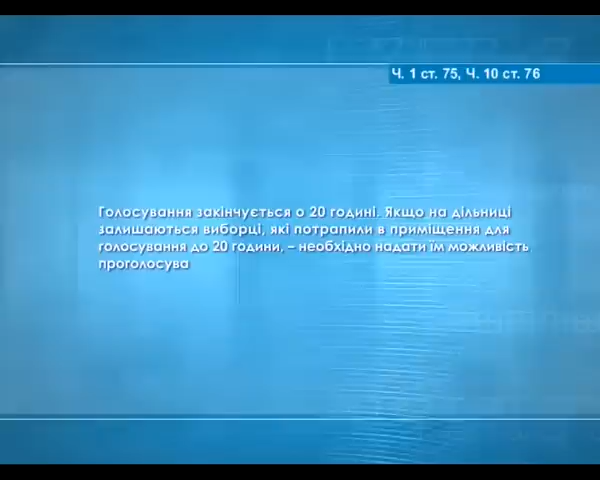 Ч. 1 ст. 75, Ч. 10 ст. 76
Голосування закінчується о 20 годині. Якщо на дільниці
залишаються виборці, які потрапили в приміщення для
голосування до 20 години, – необхідно надати їм можливість
проголосува